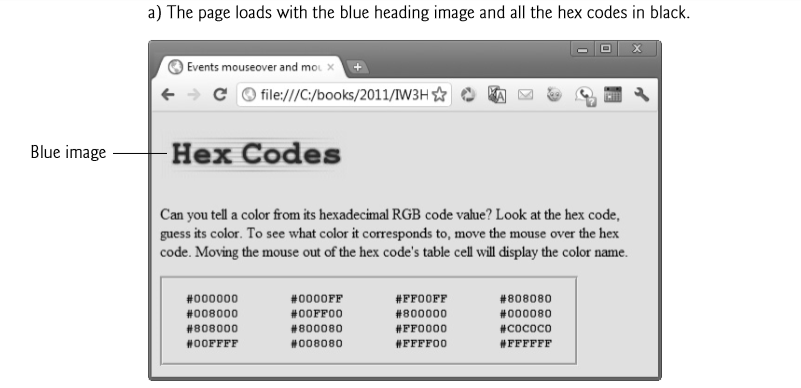 a) The page loads with the blue heading image and all the hex codes in black.
Events mouseover and mou
file:///C:/books/2011/IW3H
Blue image
Hex Codes
Can you tell a color from its hexadecimal RGB code value? Look at the hex code,
guess its color. To see what color it corresponds to, move the mouse over the hex
code. Moving the mouse out of the hex code's table cell will display the color name.
#000000 #0000FF #FF00FF #808080
#008000 #00FF00 #800000 #000080
#808000 #800080 #FF0000 #C0C0C0
#00FFFF #008080 #FFFF00 #FFFFFF